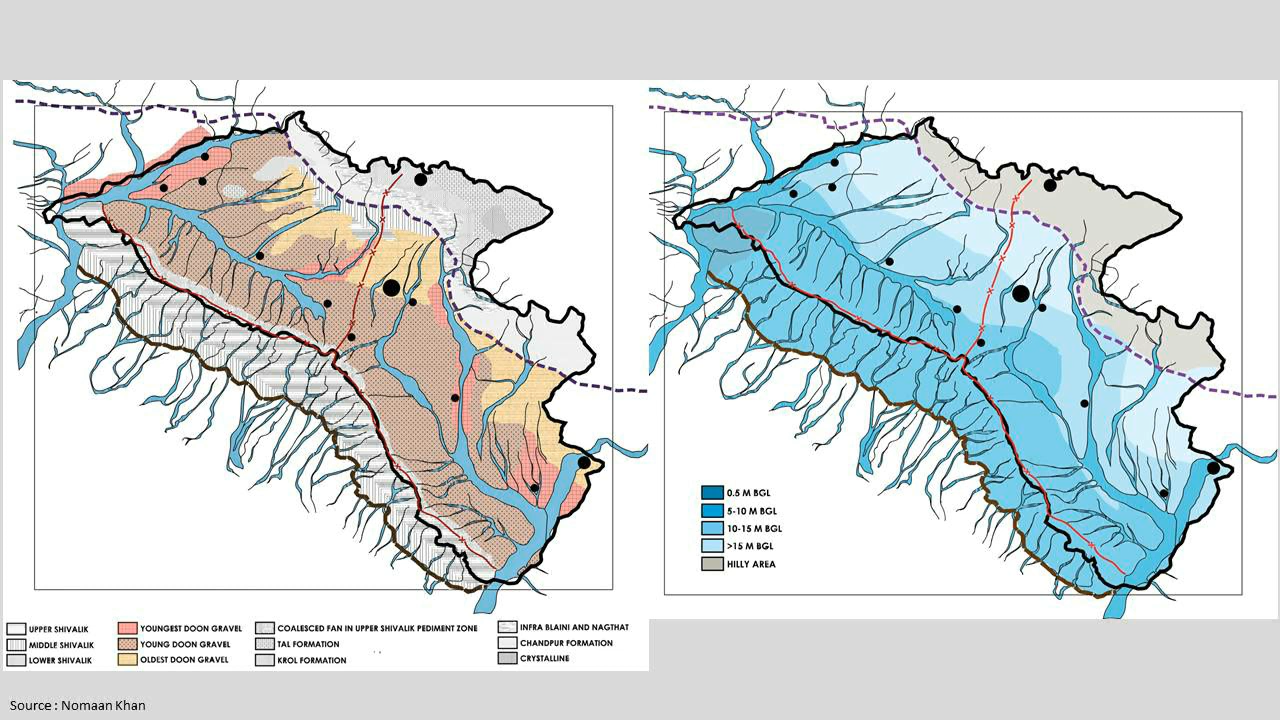 0.5 M BGL
5-10 M BGL
10-15 M BGL
>15 M BGL
HILLY AREA
UPPER SHIVALIK
MIDDLE SHIVALIK
LOWER SHIVALIK
YOUNGEST DOON GRAVEL
YOUNG DOON GRAVEL
OLDEST DOON GRAVEL
COALESCED FAN IN UPPER SHIVALIK PEDIMENT ZONE
TAL FORMATION
KROL FORMATION
INFRA BLAINI AND NAGTHAT
CHANDPUR FORMATION
CRYSTALLINE
Source : Nomaan Khan